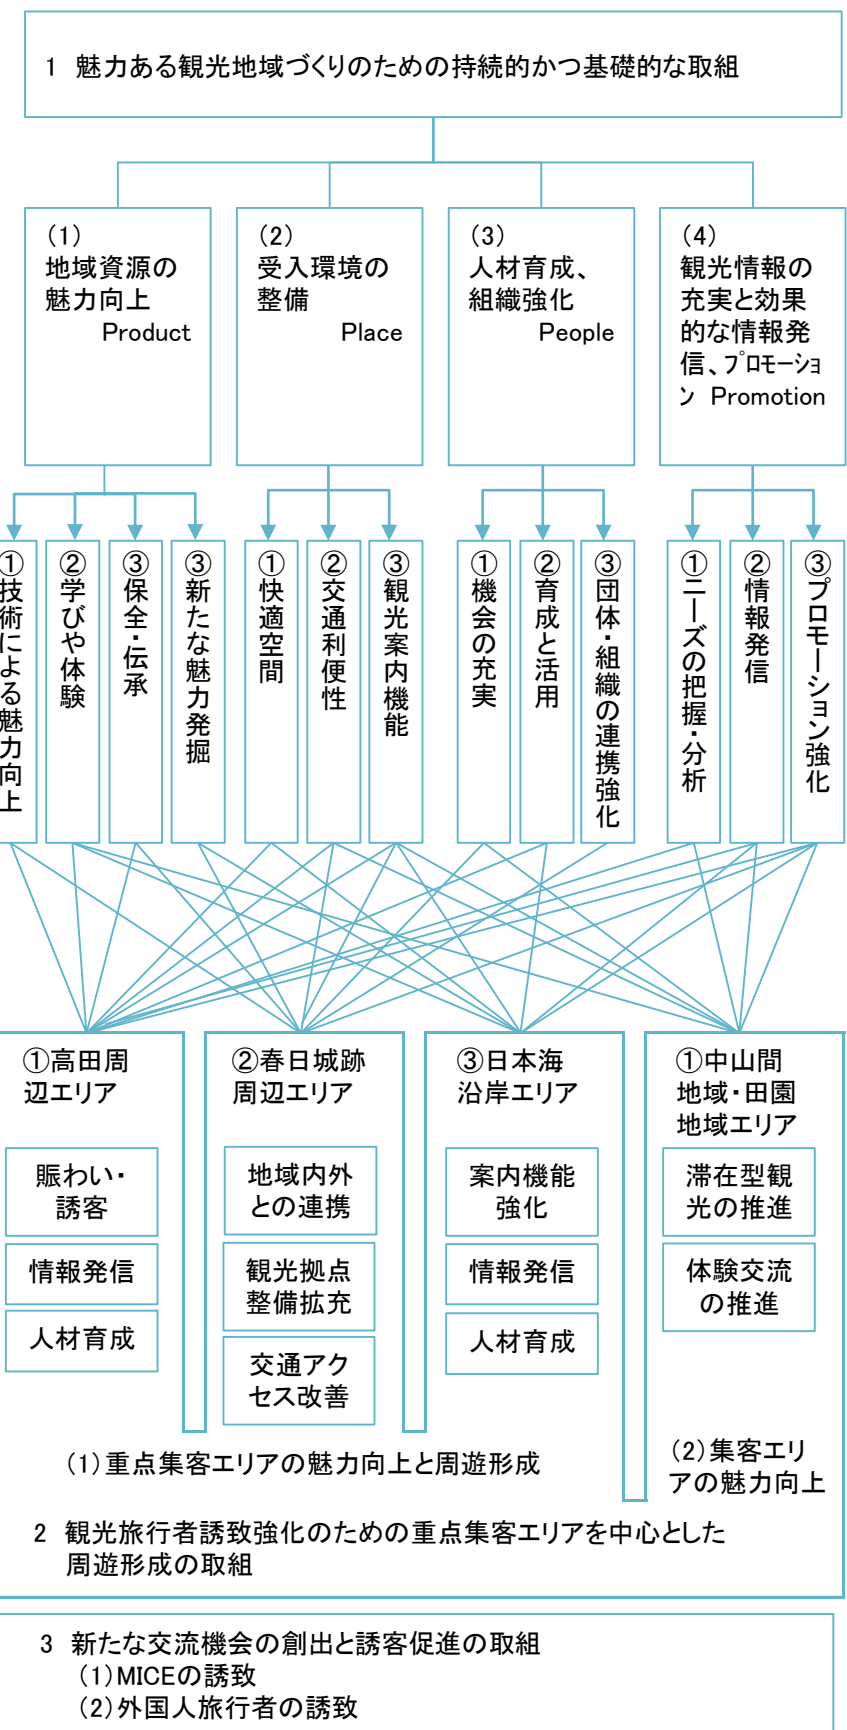 1 魅力ある観光地域づくりのための持続的かつ基礎的な取組
(1)
地域資源の
魅力向上
Product
(2)
受入環境の
整備
Place
(3)
人材育成、
組織強化
People
(4)
観光情報の
充実と効果
的な情報発
信、ﾌﾟﾛﾓｰｼｮ
ﾝ Promotion
①技術による魅力向上
②学びや体験
③保全・伝承
③新たな魅力発掘
①快適空間
②交通利便性
③観光案内機能
①機会の充実
②育成と活用
③団体・組織の連携強化
①ニーズの把握・分析
②情報発信
③プロモーション強化
①高田周
辺エリア
賑わい・
誘客
情報発信
人材育成
②春日城跡
周辺エリア
地域内外
との連携
観光拠点
整備拡充
交通アク
セス改善
③日本海
沿岸エリア
案内機能
強化
情報発信
人材育成
①中山間
地域・田園
地域エリア
滞在型観
光の推進
体験交流
の推進
(1)重点集客エリアの魅力向上と周遊形成
(2)集客エリ
アの魅力向上
2 観光旅行者誘致強化のための重点集客エリアを中心とした
周遊形成の取組
3 新たな交流機会の創出と誘客促進の取組
(1)MICEの誘致
(2)外国人旅行者の誘致